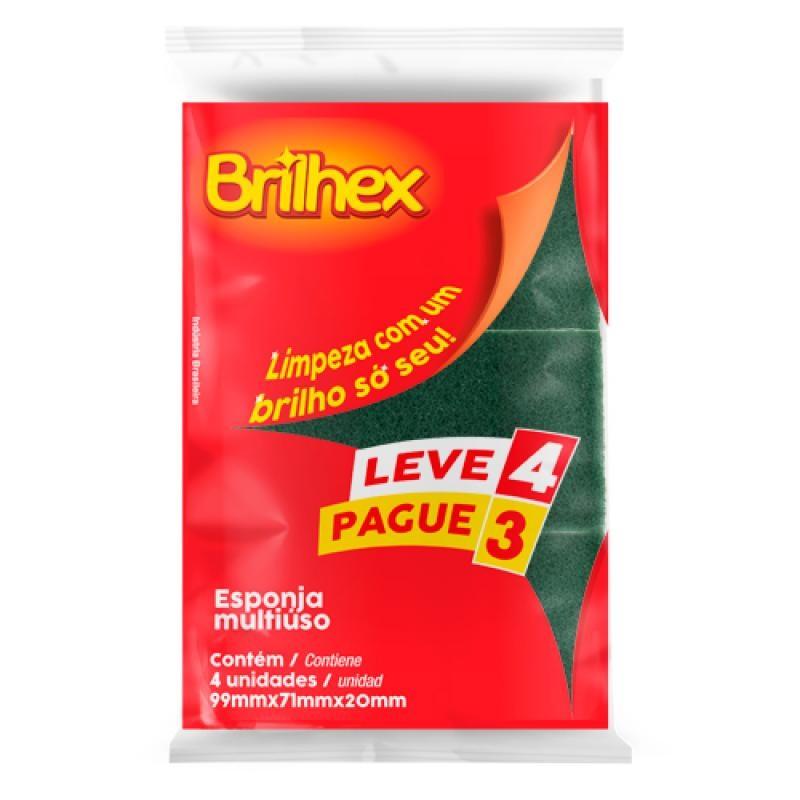 Brilhex
Limpeza com um
brilho só seu!
Indústria Brasileira
LEVE 4
PAGUE 3
Esponja
multiúso
Contém / Contiene
4 unidades / unidad
99mmx71mmx20mm